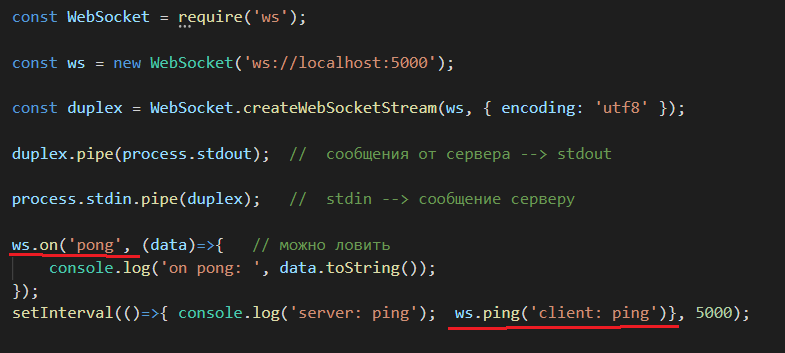 const WebSocket = require('ws');
const ws = new WebSocket('ws://localhost:5000');
const duplex = WebSocket.createWebSocketStream(ws, { encoding: 'utf8' });
duplex.pipe(process.stdout);  //  сообщения от сервера --> stdout
process.stdin.pipe(duplex);   //  stdin --> сообщение серверу
ws.on('pong', (data)=>{   // можно ловить
    console.log('on pong: ', data.toString());
});
setInterval(()=>{ console.log('server: ping');  ws.ping('client: ping')}, 5000);